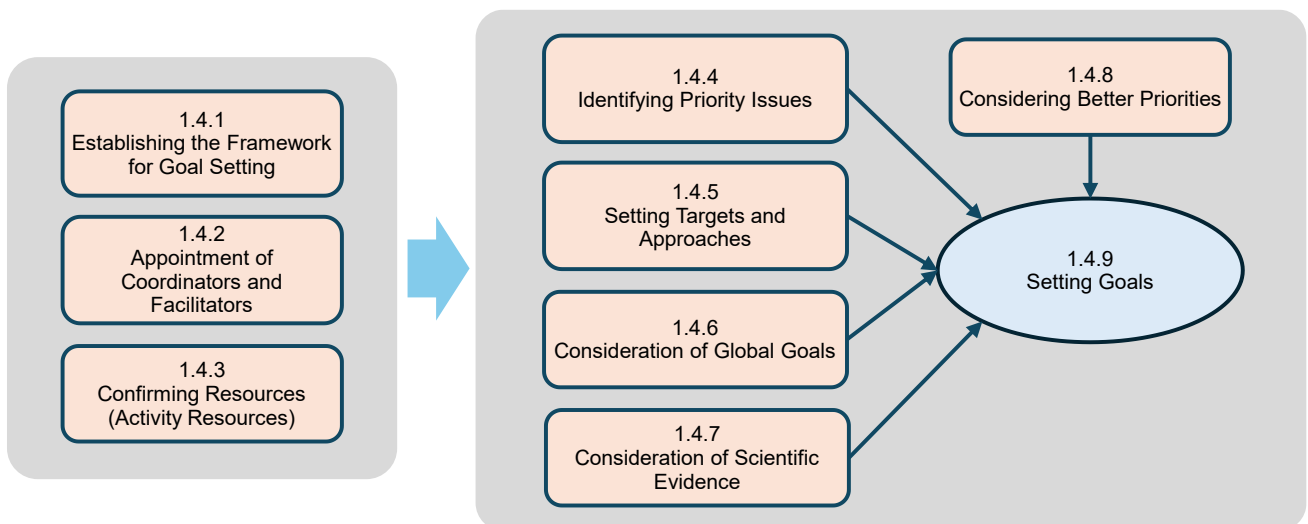 1.4.1
Establishing the Framework
for Goal Setting
1.4.2
Appointment of
Coordinators and
Facilitators
1.4.3
Confirming Resources
(Activity Resources)
1.4.4
Identifying Priority Issues
1.4.5
Setting Targets and
Approaches
1.4.6
Consideration of Global Goals
1.4.7
Consideration of Scientific
Evidence
1.4.8
Considering Better Priorities
1.4.9
Setting Goals